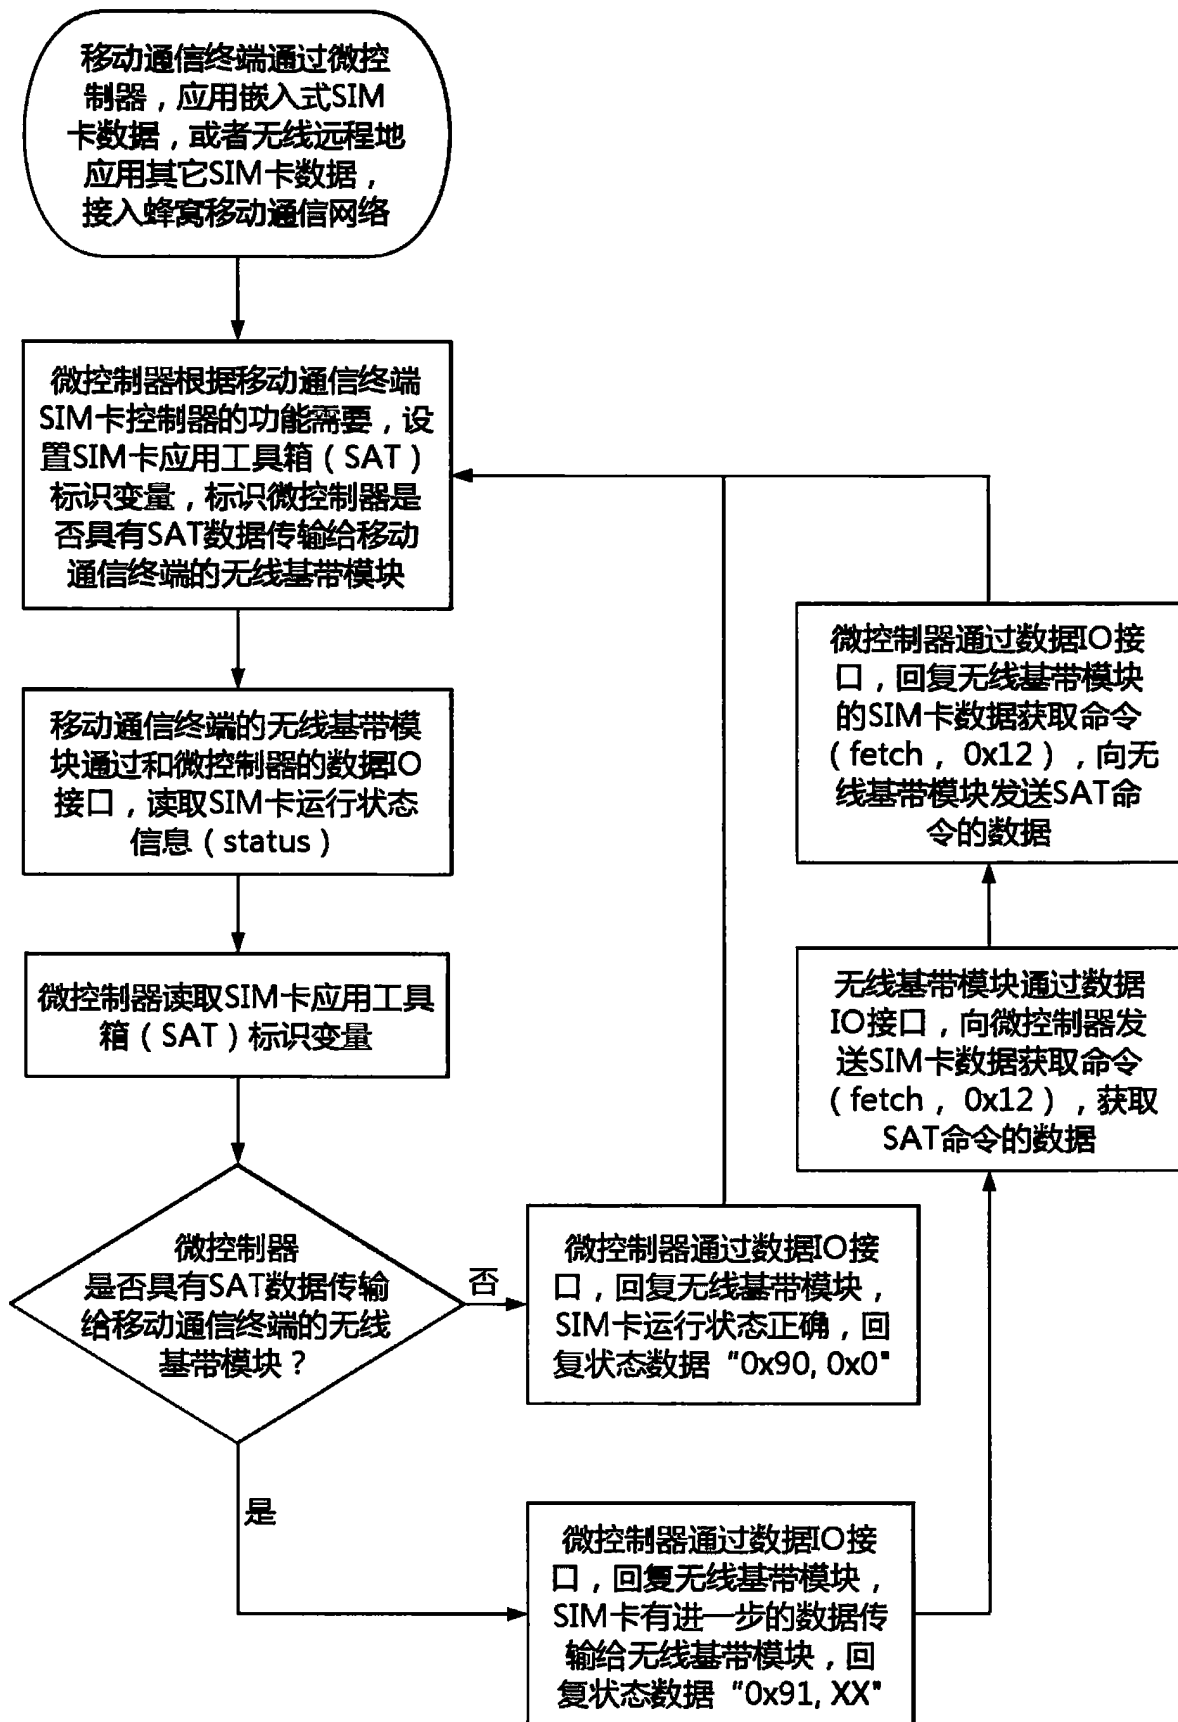 移动通信终端通过微控
制器，应用嵌入式SIM
卡数据，或者无线远程地
应用其它SIM卡数据，
接入蜂窝移动通信网络
微控制器根据移动通信终端
SIM卡控制器的功能需要，设
置SIM卡应用工具箱（SAT）
标识变量，标识微控制器是
否具有SAT数据传输给移动
通信终端的无线基带模块
移动通信终端的无线基带模
块通过和微控制器的数据IO
接口，读取SIM卡运行状态
信息（status）
微控制器读取SIM卡应用工具
箱（SAT）标识变量
微控制器
是否具有SAT数据传输
给移动通信终端的无线
基带模块？
否
微控制器通过数据IO接
口，回复无线基带模块，
SIM卡运行状态正确，回
复状态数据“0x90, 0x0”
是
微控制器通过数据IO接
口，回复无线基带模块，
SIM卡有进一步的数据传
输给无线基带模块，回
复状态数据“0x91, XX”
无线基带模块通过数据
IO接口，向微控制器发
送SIM卡数据获取命令
（fetch，0x12），获取
SAT命令的数据
微控制器通过数据IO接
口，回复无线基带模块
的SIM卡数据获取命令
（fetch，0x12），向无
线基带模块发送SAT命
令的数据